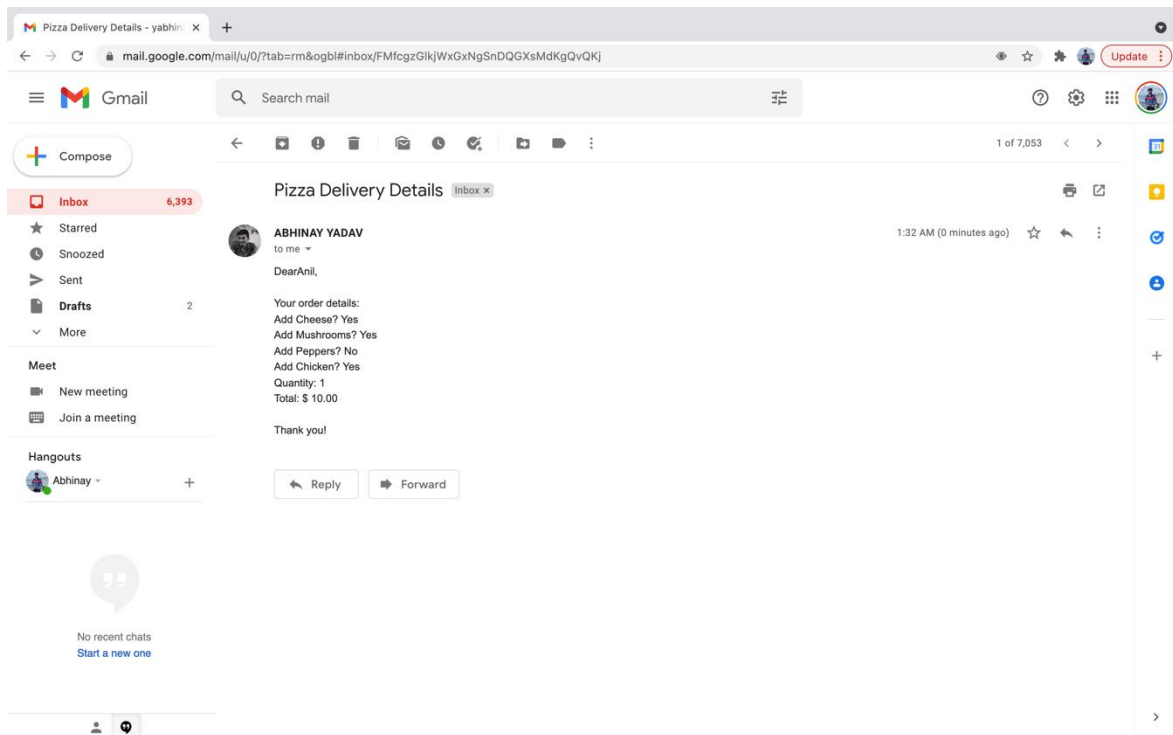 Pizza Delivery Details - yabhin
mail.google.com/mail/u/0/?tab=rm&ogbl#inbox/FMfcgzGlkjWxGxNgSnDQGXsMdKgQvQKj
Update
Gmail
Search mail
Compose
1 of 7,053
31
Pizza Delivery Details
Inbox ×
Inbox 6,393
Starred
Snoozed
Sent
Drafts 2
More
ABHINAY YADAV
1:32 AM (0 minutes ago)
to me
DearAnil,
Your order details:
Add Cheese? Yes
Add Mushrooms? Yes
Add Peppers? No
Add Chicken? Yes
Quantity: 1
Total: $ 10.00
Thank you!
Reply
Forward
Meet
New meeting
Join a meeting
Hangouts
Abhinay
No recent chats
Start a new one